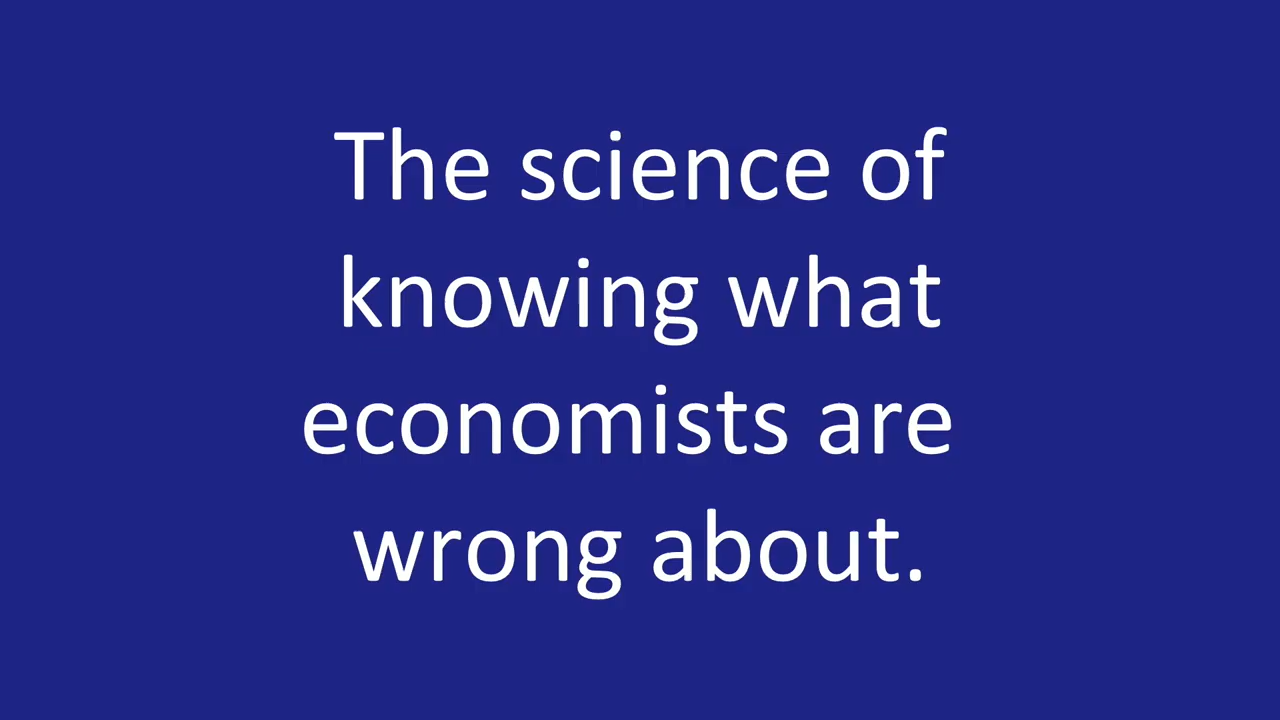 The science of
knowing what
economists are
wrong about.